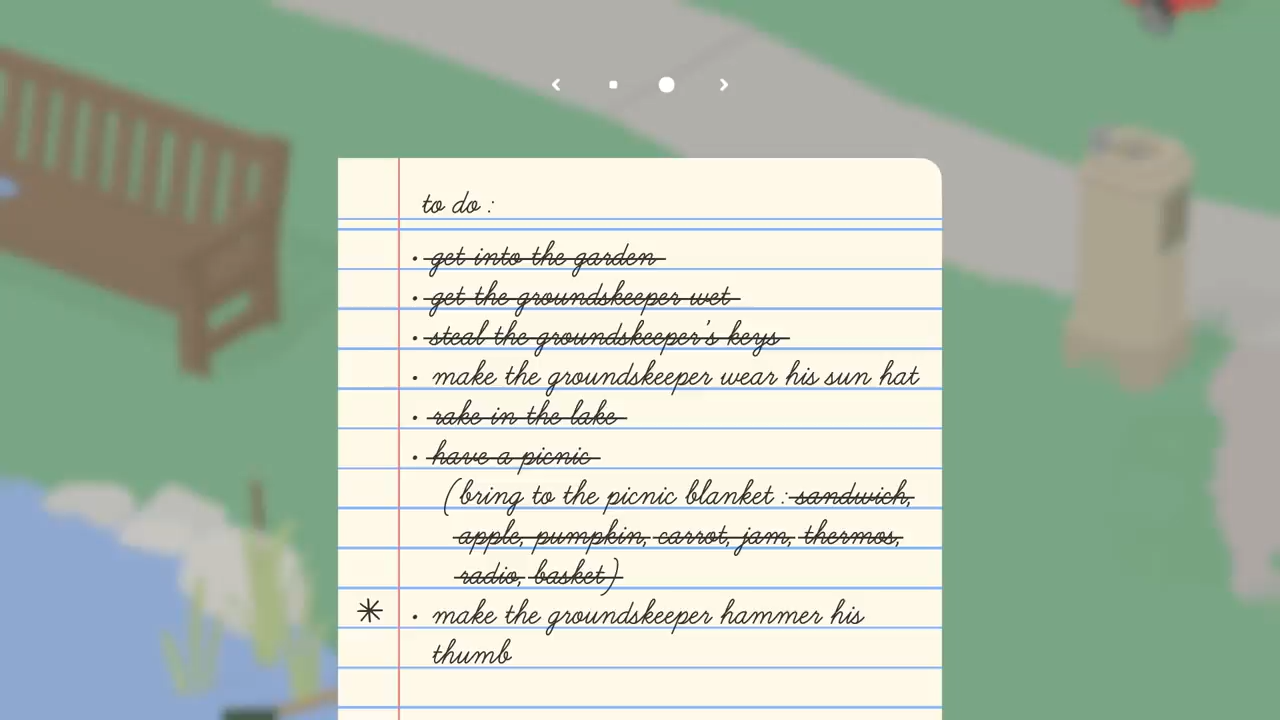 to do :
• get into the garden
• get the groundskeeper wet
• steal the groundskeeper's keys
• make the groundskeeper wear his sun hat
• rake in the lake
• have a picnic
(bring to the picnic blanket : sandwich,
apple, pumpkin, carrot, jam, thermos,
radio, basket)
• make the groundskeeper hammer his
thumb